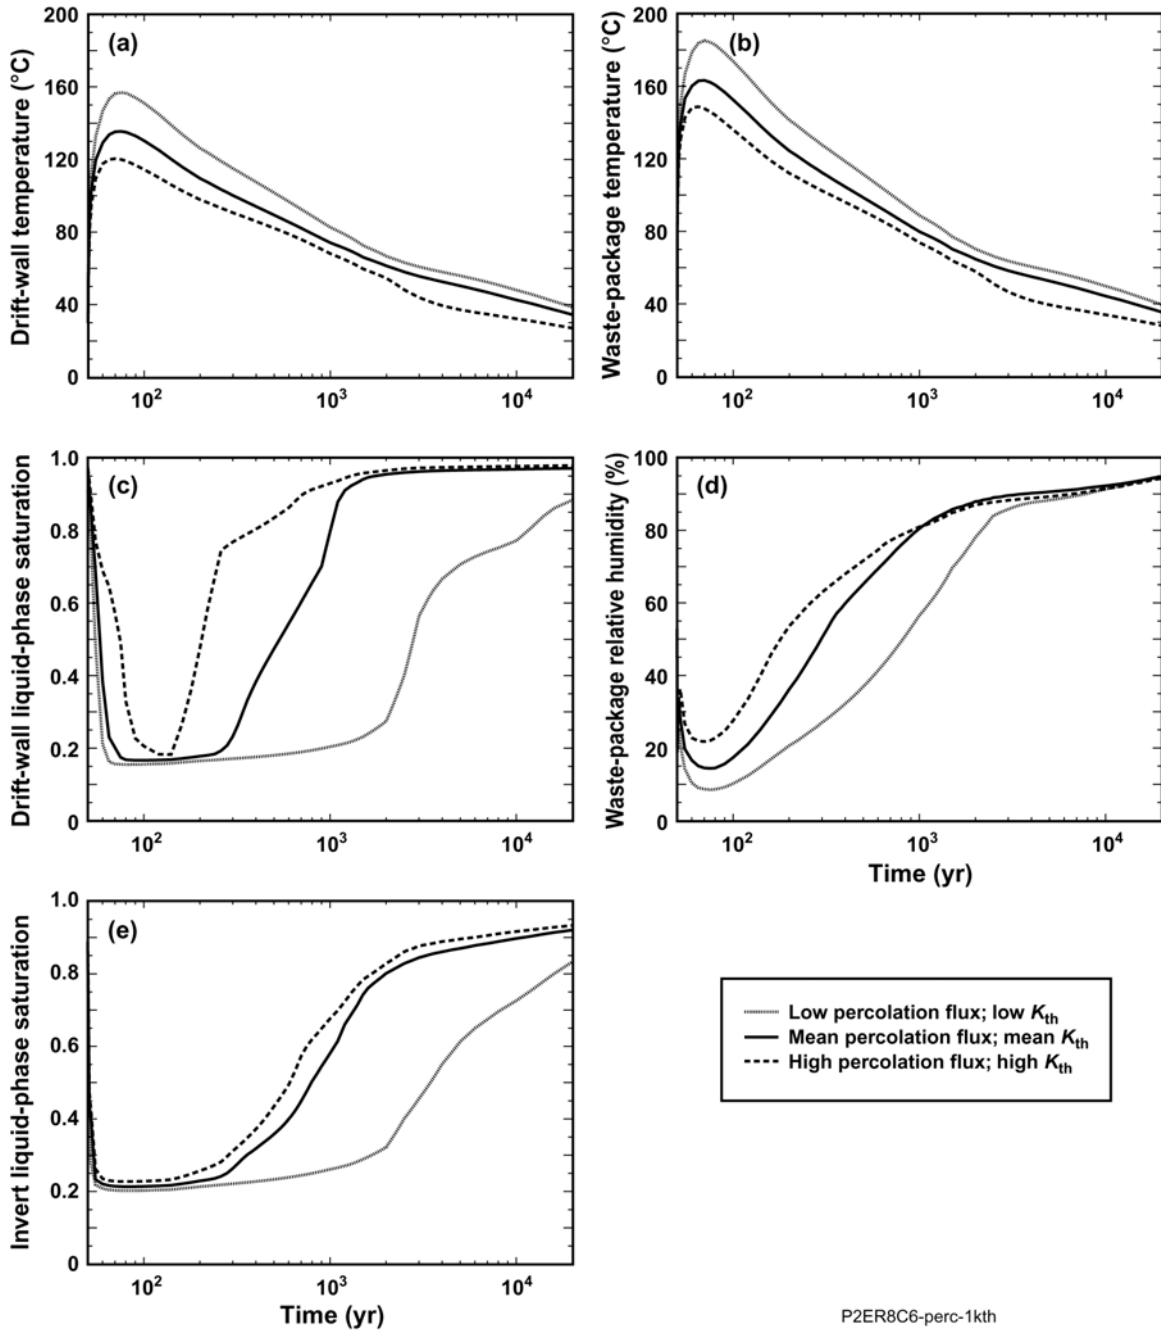 Drift-wall temperature (°C)
200
160
120
80
40
0
(a)
10²
10³
10⁴
Waste-package temperature (°C)
200
160
120
80
40
0
(b)
10²
10³
10⁴
Drift-wall liquid-phase saturation
1.0
0.8
0.6
0.4
0.2
0
(c)
10²
10³
10⁴
Waste-package relative humidity (%)
100
80
60
40
20
0
(d)
10²
10³
10⁴
Time (yr)
Invert liquid-phase saturation
1.0
0.8
0.6
0.4
0.2
0
(e)
10²
10³
10⁴
Time (yr)
Low percolation flux; low Kth
Mean percolation flux; mean Kth
High percolation flux; high Kth
P2ER8C6-perc-1kth